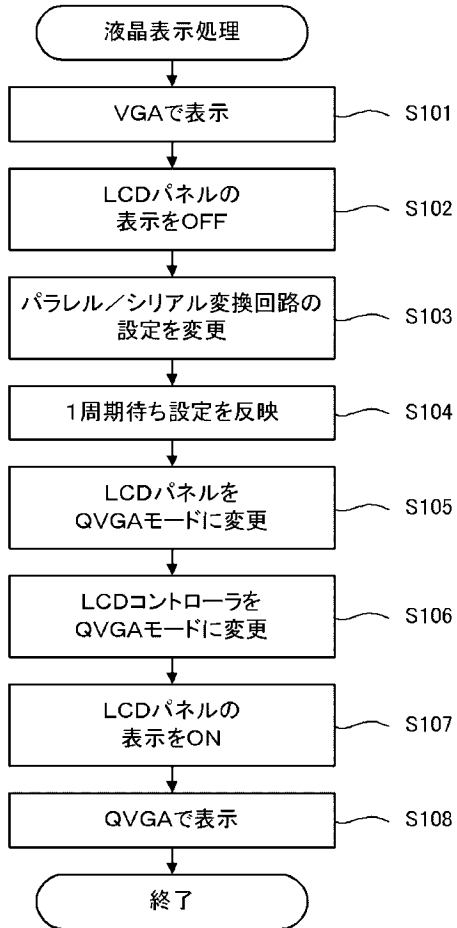 液晶表示処理
VGAで表示
S101
LCDパネルの
表示をOFF
S102
パラレル／シリアル変換回路の
設定を変更
S103
1周期待ち設定を反映
S104
LCDパネルを
QVGAモードに変更
S105
LCDコントローラを
QVGAモードに変更
S106
LCDパネルの
表示をON
S107
QVGAで表示
S108
終了